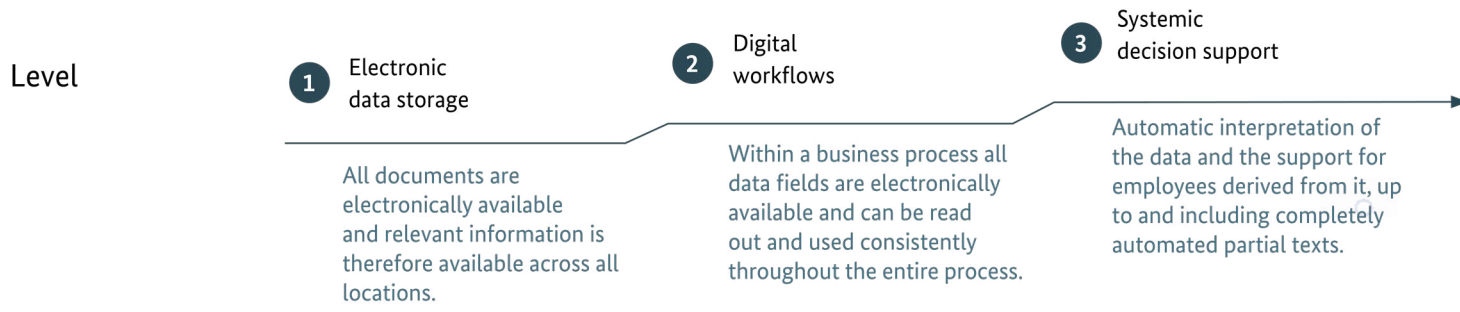 Level
1
Electronic
data storage
All documents are
electronically available
and relevant information is
therefore available across all
locations.
2
Digital
workflows
Within a business process all
data fields are electronically
available and can be read
out and used consistently
throughout the entire process.
3
Systemic
decision support
Automatic interpretation of
the data and the support for
employees derived from it, up
to and including completely
automated partial texts.